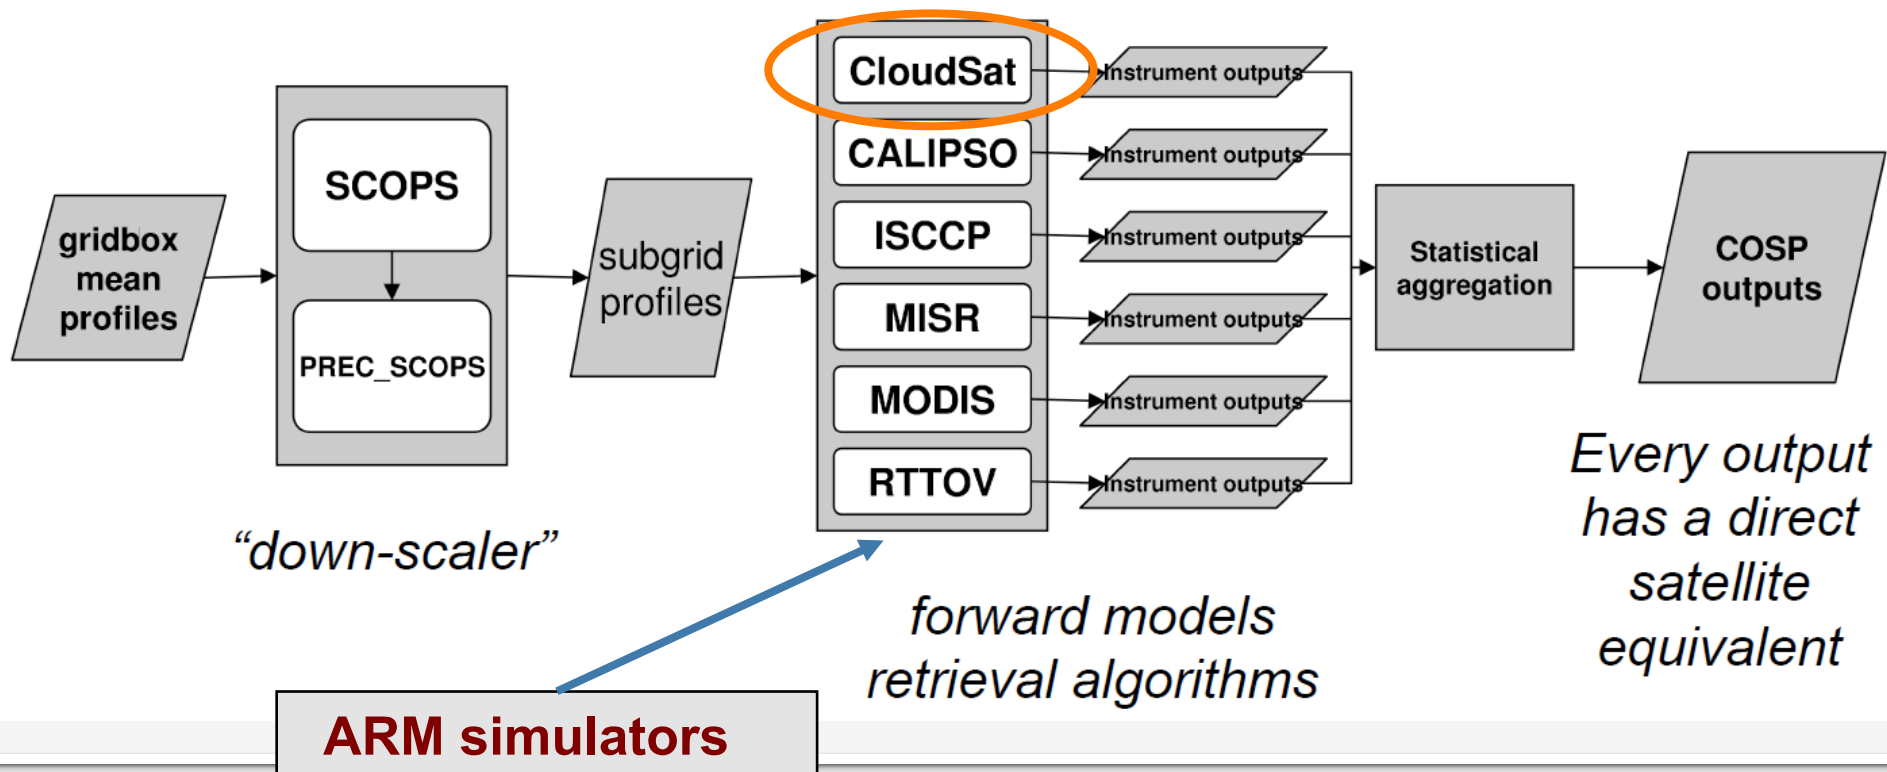 gridbox
mean
profiles
SCOPS
PREC_SCOPS
“down-scaler”
subgrid
profiles
CloudSat
CALIPSO
ISCCP
MISR
MODIS
RTTOV
Instrument outputs
Instrument outputs
Instrument outputs
Instrument outputs
Instrument outputs
Instrument outputs
forward models
retrieval algorithms
ARM simulators
Statistical
aggregation
COSP
outputs
Every output
has a direct
satellite
equivalent